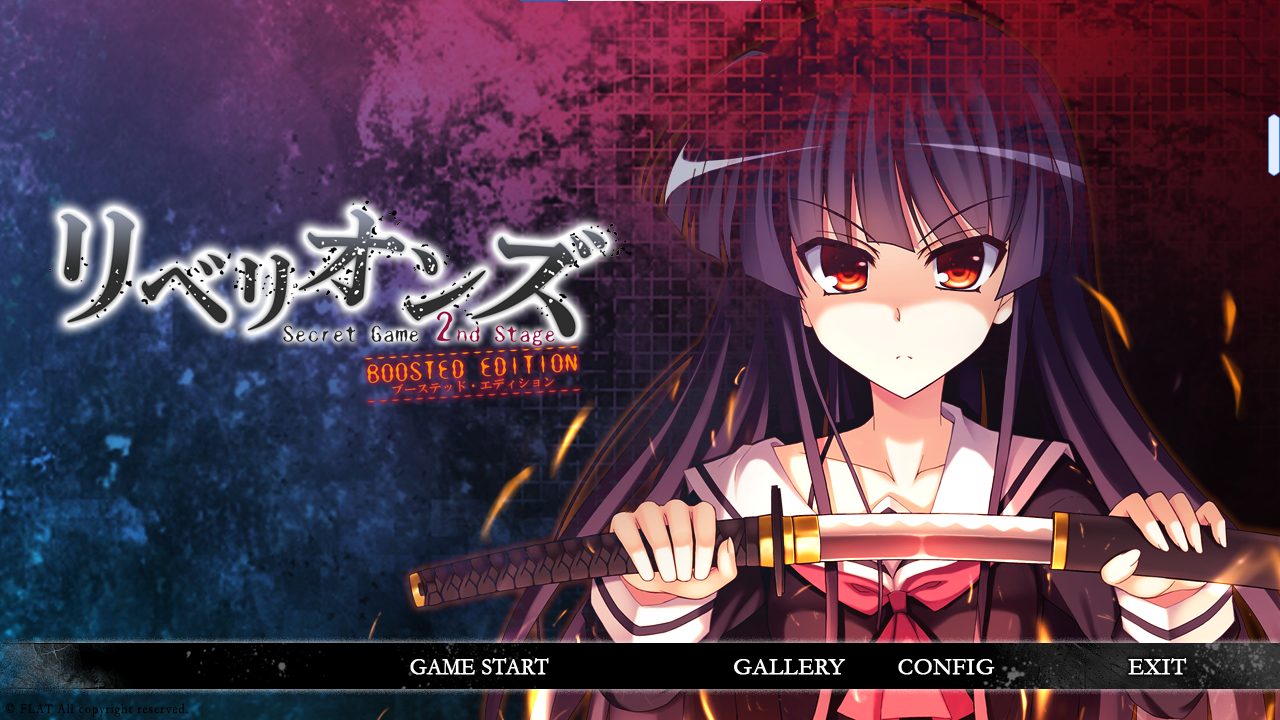 リベリオンズ
Secret Game 2nd Stage
BOOSTED EDITION
ブーステッド・エディション
GAME START GALLERY CONFIG EXIT
© FLAT All copyright reserved.